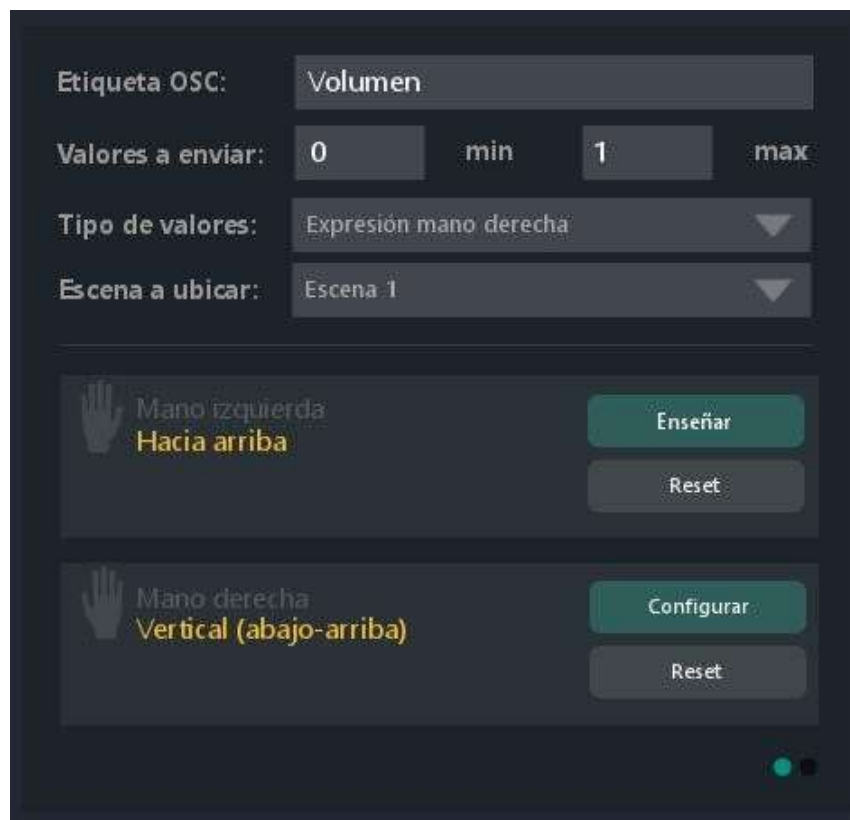 Etiqueta OSC: Volumen
Valores a enviar: 0 min 1 max
Tipo de valores: Expresión mano derecha
Escena a ubicar: Escena 1
Mano izquierda
Hacia arriba
Enseñar
Reset
Mano derecha
Vertical (abajo-arriba)
Configurar
Reset